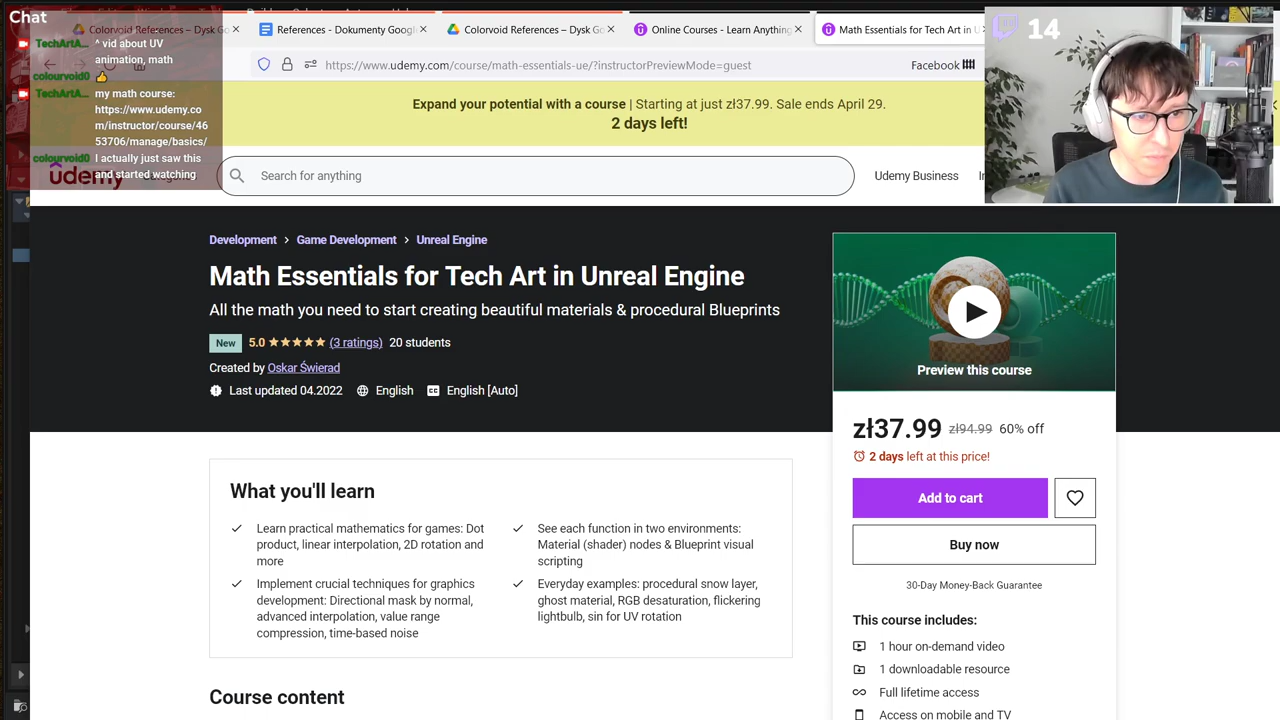 Chat
Colorvoid References – Dysk Go
References - Dokumenty Google
Colorvoid References – Dysk Go
Online Courses - Learn Anything
Math Essentials for Tech Art in U
14
TechArtA...
^ vid about UV
animation, math
colourvoid0 👍
TechArtA...
my math course:
https://www.udemy.co
m/instructor/course/46
53706/manage/basics/
colourvoid0 I actually just saw this
and started watching
https://www.udemy.com/course/math-essentials-ue/?instructorPreviewMode=guest
Facebook
Expand your potential with a course | Starting at just zł37.99. Sale ends April 29.
2 days left!
udemy
Search for anything
Udemy Business
Development > Game Development > Unreal Engine
Math Essentials for Tech Art in Unreal Engine
All the math you need to start creating beautiful materials & procedural Blueprints
New 5.0 ★★★★★ (3 ratings) 20 students
Created by Oskar Świerad
Last updated 04.2022 English English [Auto]
Preview this course
zł37.99 zł94.99 60% off
2 days left at this price!
Add to cart
Buy now
30-Day Money-Back Guarantee
This course includes:
1 hour on-demand video
1 downloadable resource
Full lifetime access
Access on mobile and TV
What you'll learn
Learn practical mathematics for games: Dot
product, linear interpolation, 2D rotation and
more
Implement crucial techniques for graphics
development: Directional mask by normal,
advanced interpolation, value range
compression, time-based noise
See each function in two environments:
Material (shader) nodes & Blueprint visual
scripting
Everyday examples: procedural snow layer,
ghost material, RGB desaturation, flickering
lightbulb, sin for UV rotation
Course content